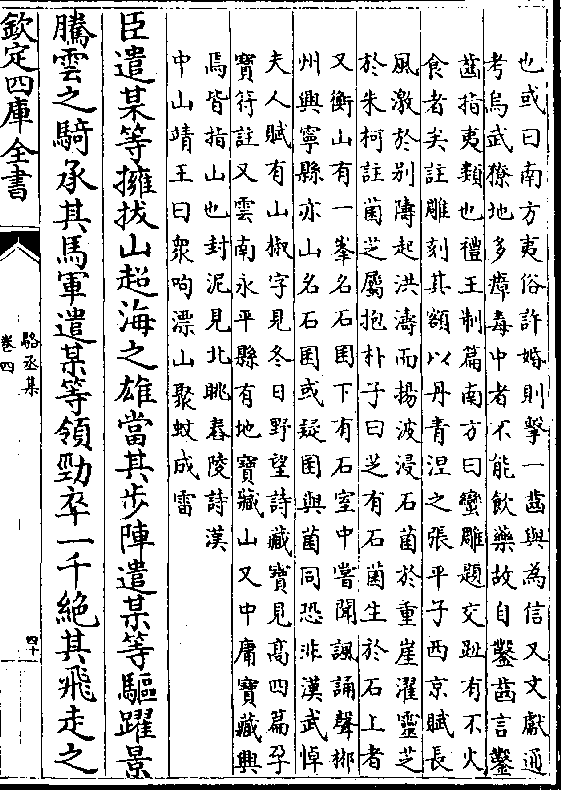 也或曰南方夷俗許婚則擊一齒與為信又文獻通
考烏武獠地多瘴毒中者不能飲藥故自鑿齒言鑿
齒指夷類也禮王制篇南方曰蠻雕題交趾有不火
食者矣註雕刻其額以丹青涅之張平子西京賦長
風激於别隯起洪濤而揚波浸石菌於重崖濯靈芝
於朱柯註菌芝屬抱朴子曰芝有石菌生於石上者
又衡山有一峯名石囷下有石室中嘗聞諷誦聲郴
州興寧縣亦山名石囷或疑囷與菌同恐非漢武悼
夫人賦有山椒字見冬日野望詩藏寶見高四篇孕
寶符註又雲南永平縣有地寶藏山又中庸寶藏興
焉皆指山也封泥見北眺舂陵詩漢
中山靖王曰衆呴漂山聚蚊成雷
臣遣某等擁拔山超海之雄當其步陣遣某等驅躍景
騰雲之騎承其馬軍遣某等領勁卒一千絶其飛走之
欽定四庫全書
駱丞集
卷四
四十